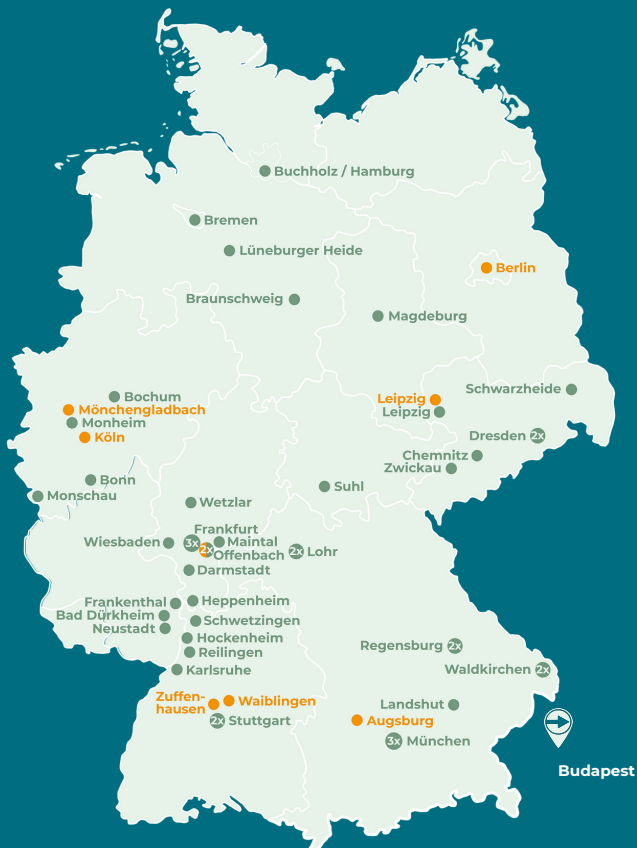 Buchholz / Hamburg
Bremen
Lüneburger Heide
Berlin
Braunschweig
Magdeburg
Schwarzheide
Bochum
Leipzig
Mönchengladbach
Leipzig
Monheim
Köln
Dresden 2x
Chemnitz
Zwickau
Bonn
Suhl
Monschau
Wetzlar
Frankfurt
Wiesbaden
3x
Maintal
2x
Offenbach
2x Lohr
Darmstadt
Frankenthal
Heppenheim
Bad Dürkheim
Schwetzingen
Neustadt
Hockenheim
Reilingen
Regensburg 2x
Karlsruhe
Waldkirchen 2x
Zuffen-
hausen
Waiblingen
Landshut
2x Stuttgart
Augsburg
3x München
Budapest